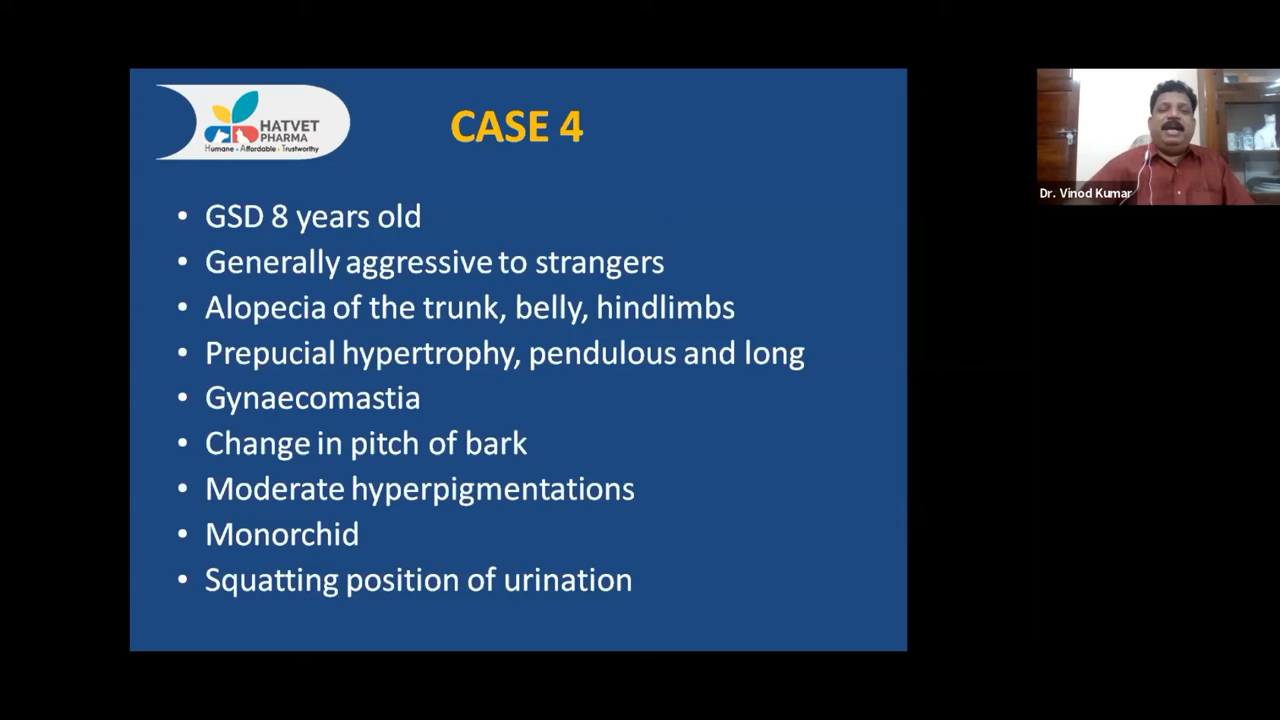 HATVET
PHARMA
Humane • Affordable • Trustworthy
CASE 4
• GSD 8 years old
• Generally aggressive to strangers
• Alopecia of the trunk, belly, hindlimbs
• Prepucial hypertrophy, pendulous and long
• Gynaecomastia
• Change in pitch of bark
• Moderate hyperpigmentations
• Monorchid
• Squatting position of urination
Dr. Vinod Kumar